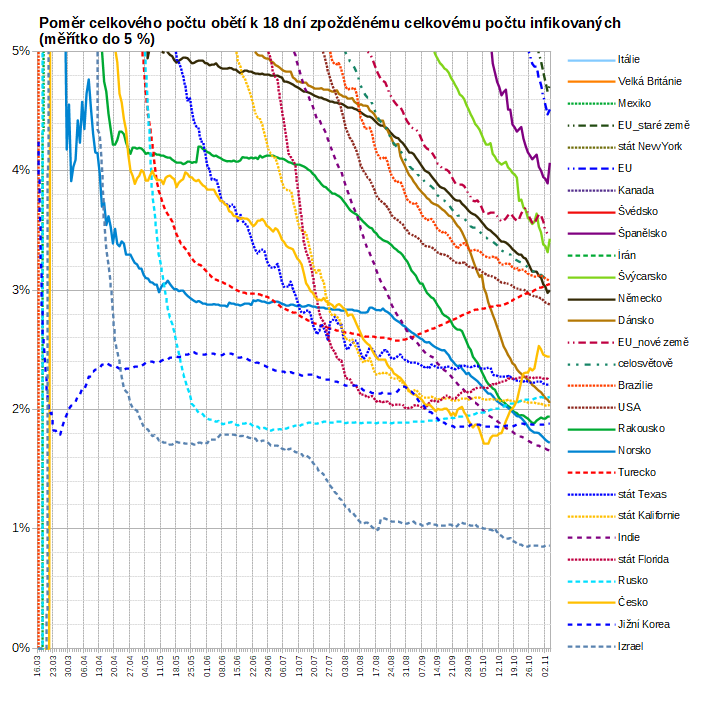 Poměr celkového počtu obětí k 18 dní zpožděnému celkovému počtu infikovaných
(měřítko do 5 %)
5%
4%
3%
2%
1%
0%
16.03
23.03
30.03
06.04
13.04
20.04
27.04
04.05
11.05
18.05
25.05
01.06
08.06
15.06
22.06
29.06
06.07
13.07
20.07
27.07
03.08
10.08
17.08
24.08
31.08
07.09
14.09
21.09
28.09
05.10
12.10
19.10
26.10
02.11
Itálie
Velká Británie
Mexiko
EU_staré země
stát NewYork
EU
Kanada
Švédsko
Španělsko
Irán
Švýcarsko
Německo
Dánsko
EU_nové země
celosvětově
Brazílie
USA
Rakousko
Norsko
Turecko
stát Texas
stát Kalifornie
Indie
stát Florida
Rusko
Česko
Jižní Korea
Izrael